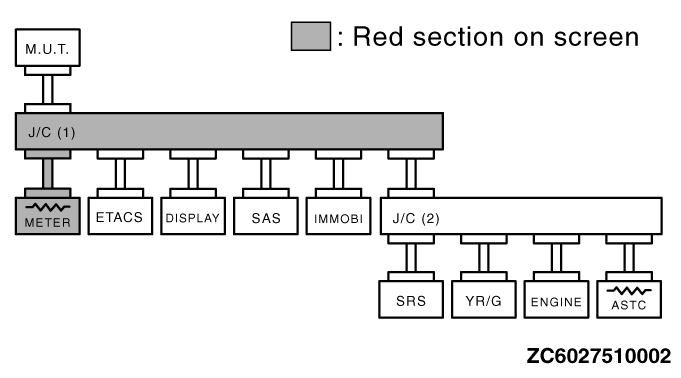 : Red section on screen
M.U.T.
J/C (1)
METER
ETACS
DISPLAY
SAS
IMMOBI
J/C (2)
SRS
YR/G
ENGINE
ASTC
ZC6027510002